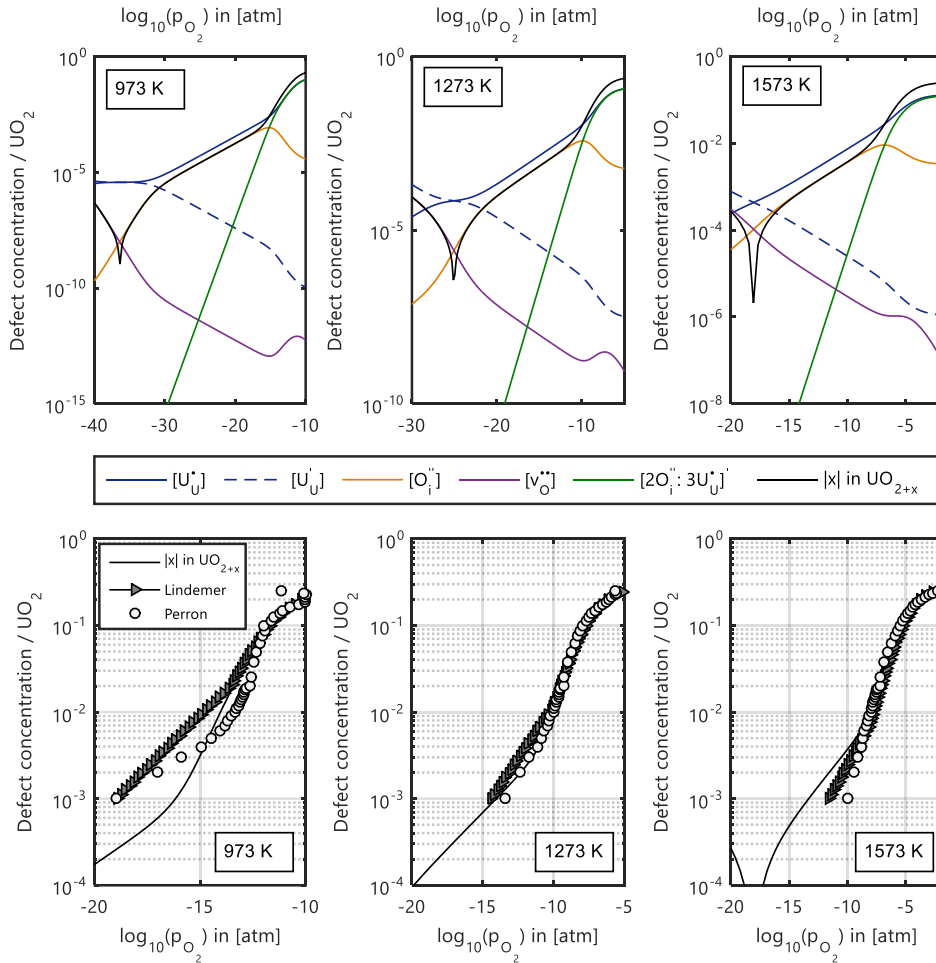 log10(pO2) in [atm] log10(pO2) in [atm] log10(pO2) in [atm]
Defect concentration / UO2
10^0
10^-5
10^-10
10^-15
973 K
-40 -30 -20 -10
Defect concentration / UO2
10^0
10^-5
10^-10
1273 K
-30 -20 -10
Defect concentration / UO2
10^0
10^-2
10^-4
10^-6
10^-8
1573 K
-20 -15 -10 -5
[U_U^•] [U_U^'] [O_i^''] [v_O^••] [2O_i^'': 3U_U^•]^' |x| in UO2+x
Defect concentration / UO2
10^0
10^-1
10^-2
10^-3
10^-4
|x| in UO2+x
Lindemer
Perron
973 K
-20 -15 -10
log10(pO2) in [atm]
Defect concentration / UO2
10^0
10^-1
10^-2
10^-3
10^-4
1273 K
-20 -15 -10 -5
log10(pO2) in [atm]
Defect concentration / UO2
10^0
10^-1
10^-2
10^-3
10^-4
1573 K
-20 -15 -10 -5
log10(pO2) in [atm]